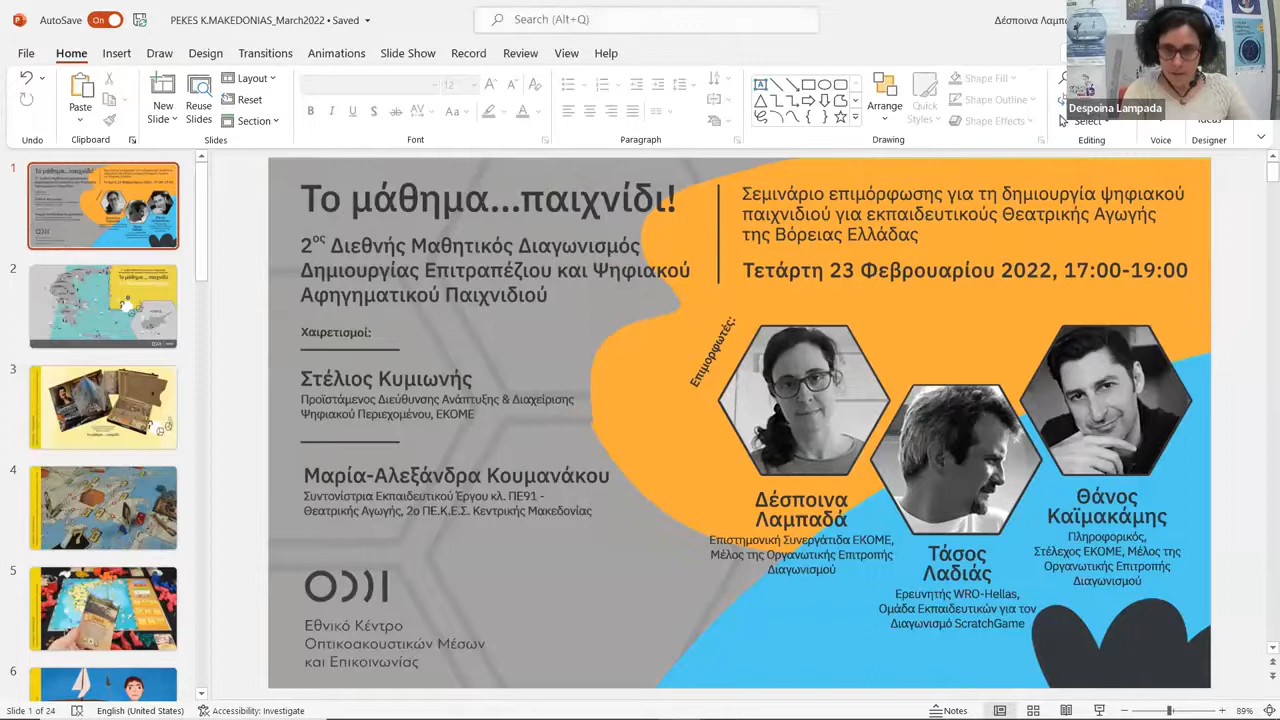 AutoSave
On
PEKES K.MAKEDONIAS_March2022 • Saved
Search (Alt+Q)
Despoina Lampada
File
Home
Insert
Draw
Design
Transitions
Animations
Slide Show
Record
Review
View
Help
Paste
New
Slide
Reuse
Slides
Layout
Reset
Section
Arrange
Quick
Styles
Shape Fill
Shape Outline
Shape Effects
Select
Undo
Clipboard
Slides
Font
Paragraph
Drawing
Editing
Voice
Designer
1
2
3
4
5
6
Το μάθημα...παιχνίδι!
2ος Διεθνής Μαθητικός Διαγωνισμός
Δημιουργίας Επιτραπέζιου και Ψηφιακού
Αφηγηματικού Παιχνιδιού
Χαιρετισμοί:
Στέλιος Κυμιωνής
Προϊστάμενος Διεύθυνσης Ανάπτυξης & Διαχείρισης
Ψηφιακού Περιεχομένου, ΕΚΟΜΕ
Μαρία-Αλεξάνδρα Κουμανάκου
Συντονίστρια Εκπαιδευτικού Έργου κλ. ΠΕ91 -
Θεατρικής Αγωγής στο ΠΕ.Κ.Ε.Σ. Κεντρικής Μακεδονίας
Εθνικό Κέντρο
Οπτικοακουστικών Μέσων
και Επικοινωνίας
Σεμινάριο επιμόρφωσης για τη δημιουργία ψηφιακού
παιχνιδιού για εκπαιδευτικούς Θεατρικής Αγωγής
της Βόρειας Ελλάδας
Τετάρτη 23 Φεβρουαρίου 2022, 17:00-19:00
Επιμορφωτές:
Δέσποινα
Λαμπαδά
Επιστημονική Συνεργάτιδα ΕΚΟΜΕ,
Μέλος της Οργανωτικής Επιτροπής
Διαγωνισμού
Τάσος
Λαδιάς
Ερευνητής WRO-Hellas,
Ομάδα Εκπαιδευτικών για τον
Διαγωνισμό ScratchGame
Θάνος
Καϊμακάμης
Πληροφορικός,
Στέλεχος ΕΚΟΜΕ, Μέλος της
Οργανωτικής Επιτροπής
Διαγωνισμού
Slide 1 of 24
English (United States)
Accessibility: Investigate
Notes
89%